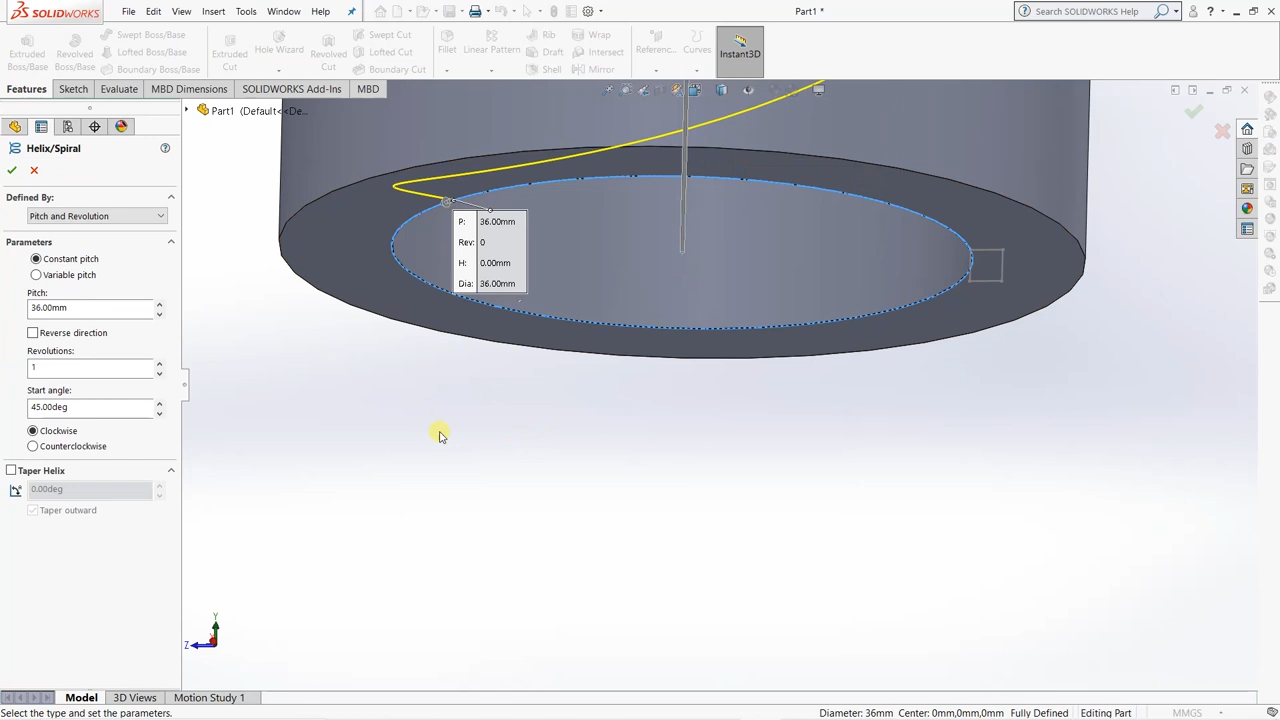 SOLIDWORKS
File Edit View Insert Tools Window Help
Part1 *
Search SOLIDWORKS Help
Extruded Boss/Base
Revolved Boss/Base
Swept Boss/Base
Lofted Boss/Base
Boundary Boss/Base
Extruded Cut
Hole Wizard
Revolved Cut
Swept Cut
Lofted Cut
Boundary Cut
Fillet
Linear Pattern
Rib
Draft
Shell
Wrap
Intersect
Mirror
Referenc...
Curves
Instant3D
Features Sketch Evaluate MBD Dimensions SOLIDWORKS Add-Ins MBD
Part1 (Default<<De...
Helix/Spiral
Defined By:
Pitch and Revolution
Parameters
Constant pitch
Variable pitch
Pitch:
36.00mm
Reverse direction
Revolutions:
1
Start angle:
45.00deg
Clockwise
Counterclockwise
Taper Helix
0.00deg
Taper outward
P: 36.00mm
Rev: 0
H: 0.00mm
Dia: 36.00mm
Y
Z
Model 3D Views Motion Study 1
Select the type and set the parameters.
Diameter: 36mm Center: 0mm,0mm,0mm Fully Defined Editing Part MMGS